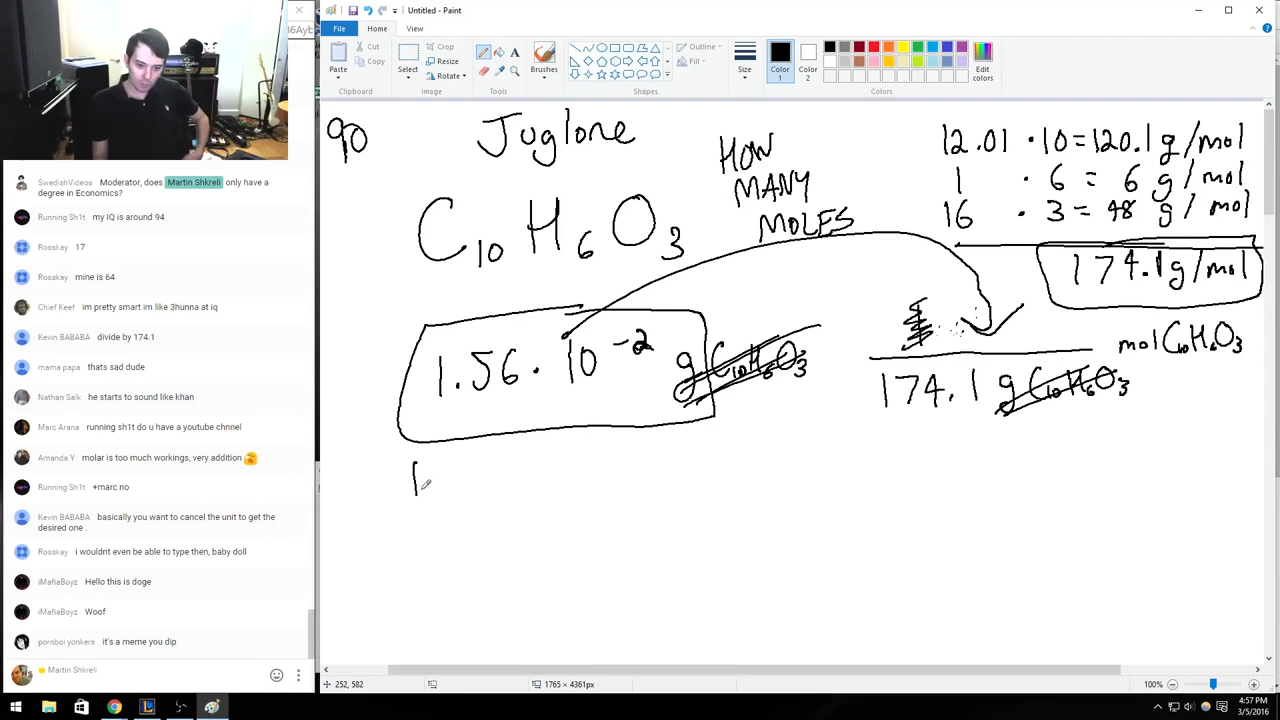 36Ayb
SwedishVideos Moderator, does Martin Shkreli only have a
degree in Economics?
Running Sh1t my IQ is around 94
Rosskay 17
Rosskay mine is 64
Chief Keef im pretty smart im like 3hunna at iq
Kevin BABABA divide by 174.1
mama papa thats sad dude
Nathan Salk he starts to sound like khan
Marc Arana running sh1t do u have a youtube chnnel
Amanda Y molar is too much workings, very addition
Running Sh1t +marc no
Kevin BABABA basically you want to cancel the unit to get the
desired one .
Rosskay i wouldnt even be able to type then, baby doll
iMafiaBoyz Hello this is doge
iMafiaBoyz Woof
pornboi yonkers it's a meme you dip
Martin Shkreli
Untitled - Paint
File Home View
Paste Cut Copy Select Crop Resize Rotate Brushes Outline Fill Size Color 1 Color 2 Edit colors
Clipboard Image Tools Shapes Colors
90 Juglone
C10H6O3
HOW
MANY
MOLES
12.01 · 10 = 120.1 g/mol
1 · 6 = 6 g/mol
16 · 3 = 48 g/mol
174.1 g/mol
1.56 · 10⁻² g C10H6O3
mol C10H6O3
174.1 g C10H6O3
252, 582 1765 × 4361px 100%
4:57 PM
3/5/2016